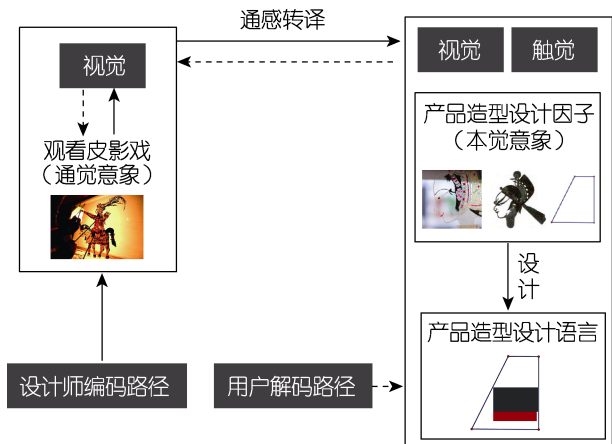 通感转译
视觉
观看皮影戏
（通觉意象）
设计师编码路径
视觉
触觉
产品造型设计因子
（本觉意象）
设
计
产品造型设计语言
用户解码路径